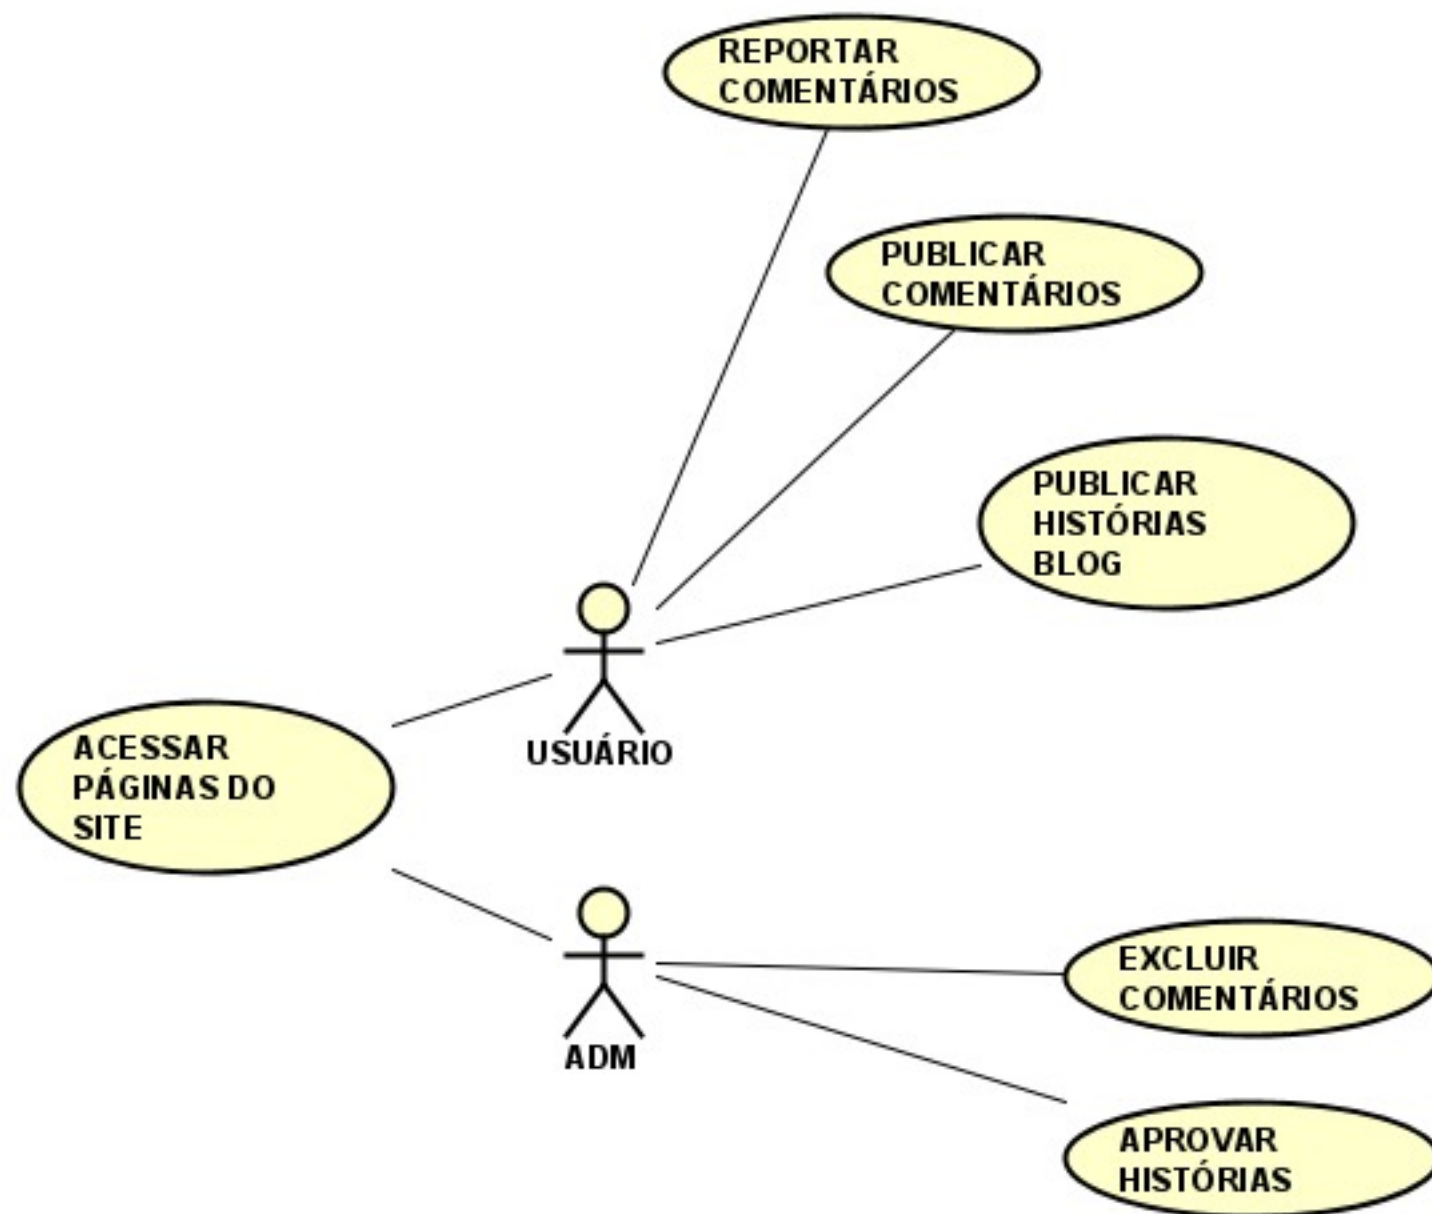 REPORTAR
COMENTÁRIOS
PUBLICAR
COMENTÁRIOS
PUBLICAR
HISTÓRIAS
BLOG
USUÁRIO
ACESSAR
PÁGINAS DO
SITE
ADM
EXCLUIR
COMENTÁRIOS
APROVAR
HISTÓRIAS